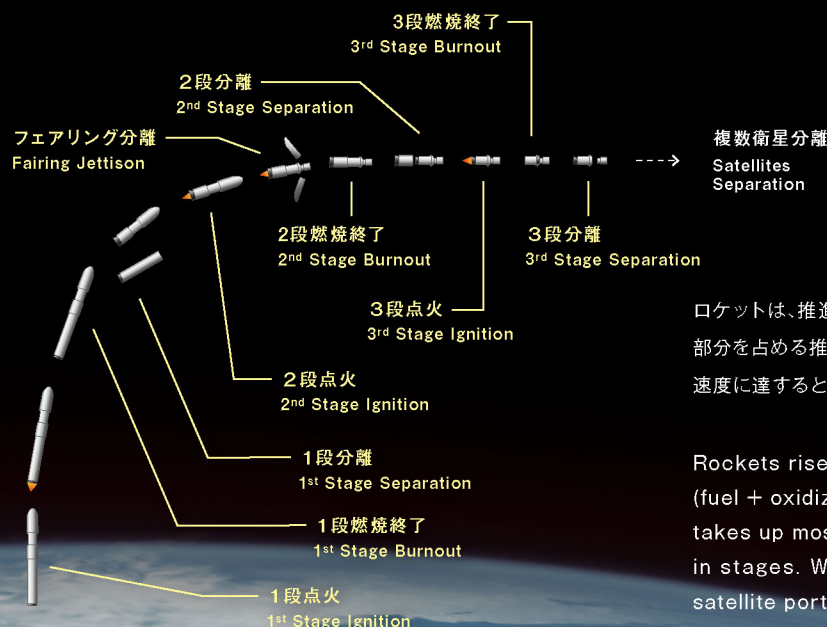 3段燃焼終了
3rd Stage Burnout
2段分離
2nd Stage Separation
フェアリング分離
Fairing Jettison
複数衛星分離
Satellites
Separation
2段燃焼終了
2nd Stage Burnout
3段分離
3rd Stage Separation
3段点火
3rd Stage Ignition
2段点火
2nd Stage Ignition
1段分離
1st Stage Separation
1段燃焼終了
1st Stage Burnout
1段点火
1st Stage Ignition
ロケットは、推進
部分を占める推
速度に達すると
Rockets rise
(fuel + oxidiz
takes up mos
in stages. W
satellite port